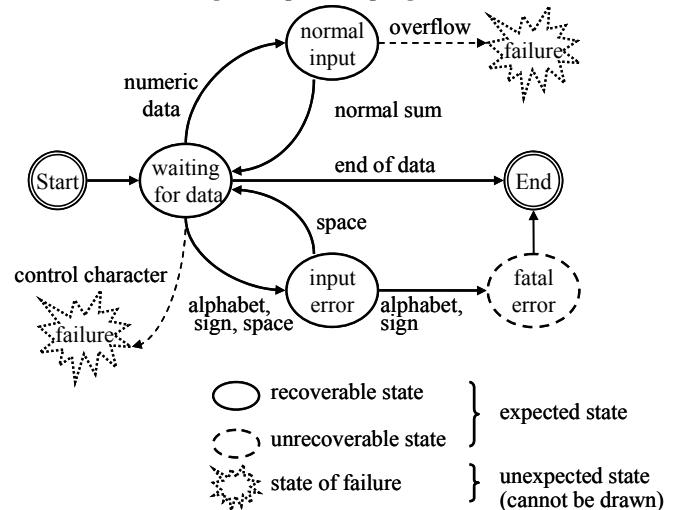 normal
input
overflow
failure
numeric
data
normal sum
Start
waiting
for data
end of data
End
space
control character
failure
alphabet,
sign, space
input
error
alphabet,
sign
fatal
error
recoverable state
unrecoverable state
expected state
state of failure
unexpected state
(cannot be drawn)